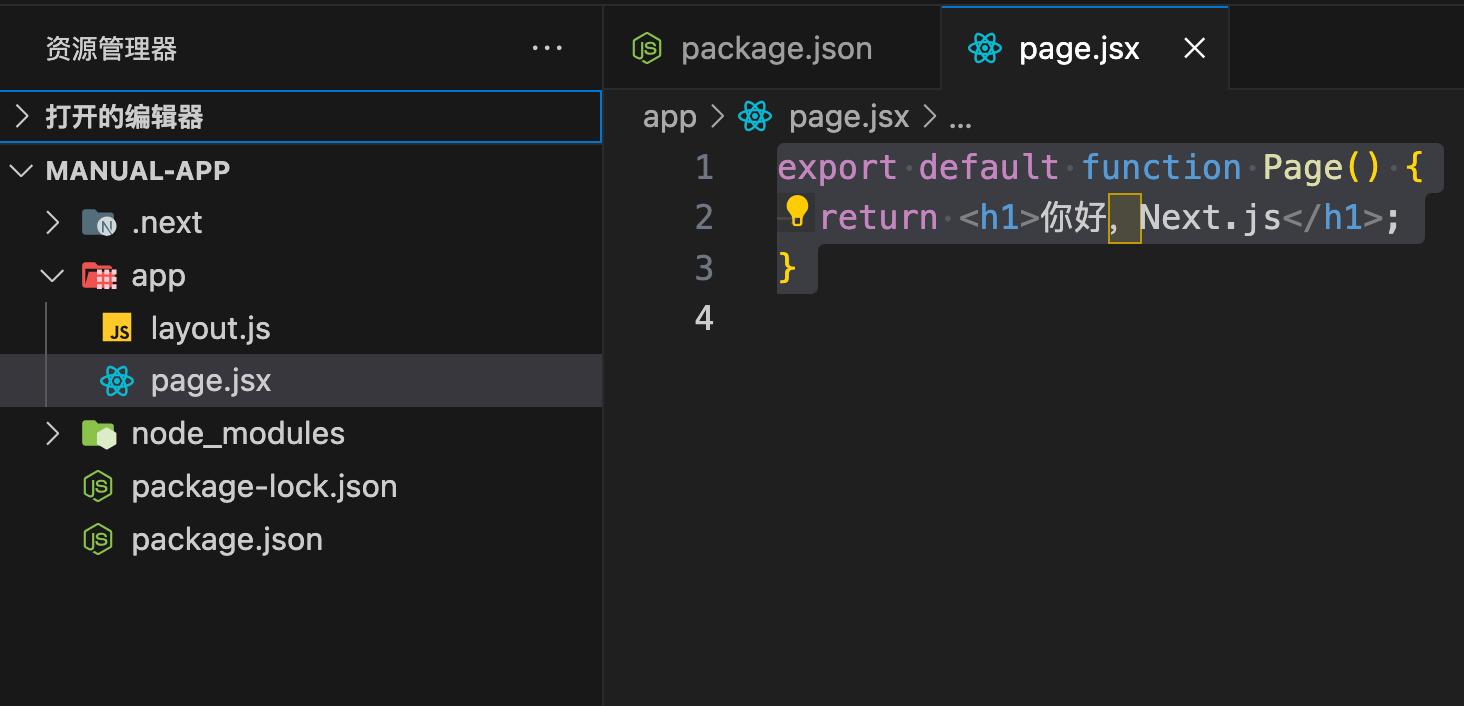 资源管理器 ...
打开的编辑器
MANUAL-APP
.next
app
layout.js
page.jsx
node_modules
package-lock.json
package.json
package.json page.jsx
app > page.jsx > ...
1 export default function Page() {
2 return <h1>你好，Next.js</h1>;
3 }
4